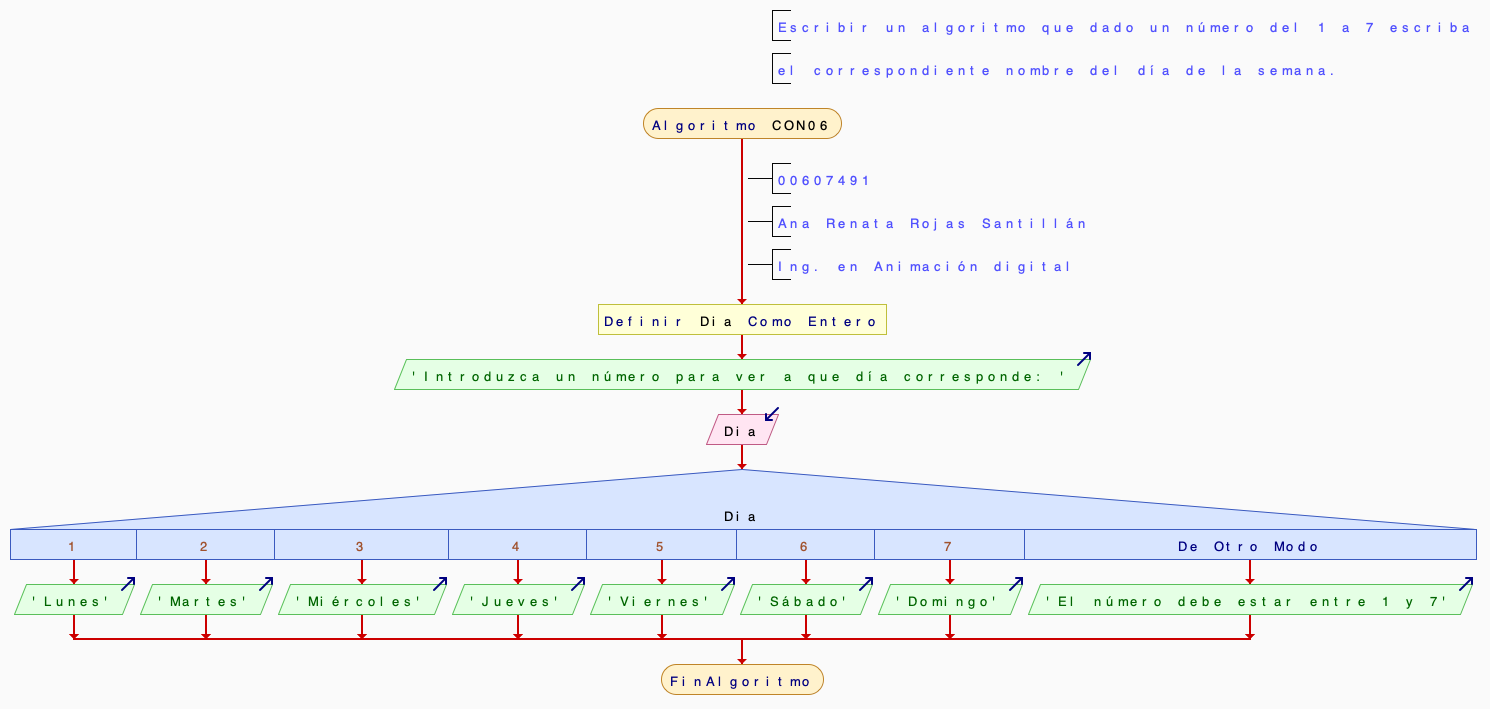 Escribir un algoritmo que dado un número del 1 a 7 escriba
el correspondiente nombre del día de la semana.
Algoritmo CON06
00607491
Ana Renata Rojas Santillán
Ing. en Animación digital
Definir Dia Como Entero
'Introduzca un número para ver a que día corresponde: '
Dia
Dia
1 2 3 4 5 6 7 De Otro Modo
'Lunes' 'Martes' 'Miércoles' 'Jueves' 'Viernes' 'Sábado' 'Domingo' 'El número debe estar entre 1 y 7'
FinAlgoritmo